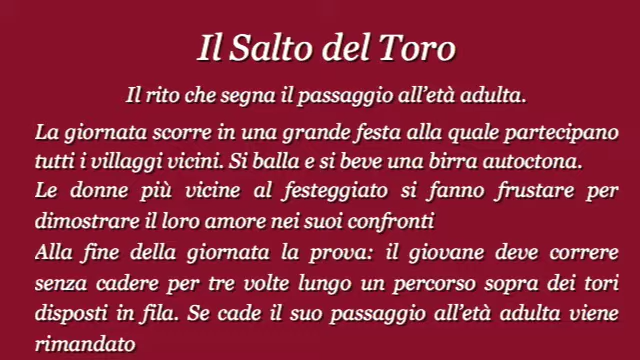 Il Salto del Toro
Il rito che segna il passaggio all’età adulta.
La giornata scorre in una grande festa alla quale partecipano
tutti i villaggi vicini. Si balla e si beve una birra autoctona.
Le donne più vicine al festeggiato si fanno frustare per
dimostrare il loro amore nei suoi confronti
Alla fine della giornata la prova: il giovane deve correre
senza cadere per tre volte lungo un percorso sopra dei tori
disposti in fila. Se cade il suo passaggio all’età adulta viene
rimandato